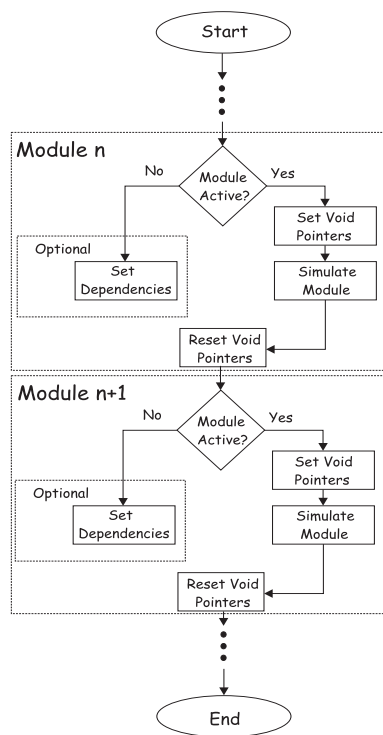 Start
Module n
No
Module
Active?
Yes
Set Void
Pointers
Optional
Set
Dependencies
Simulate
Module
Reset Void
Pointers
Module n+1
No
Module
Active?
Yes
Set Void
Pointers
Optional
Set
Dependencies
Simulate
Module
Reset Void
Pointers
End